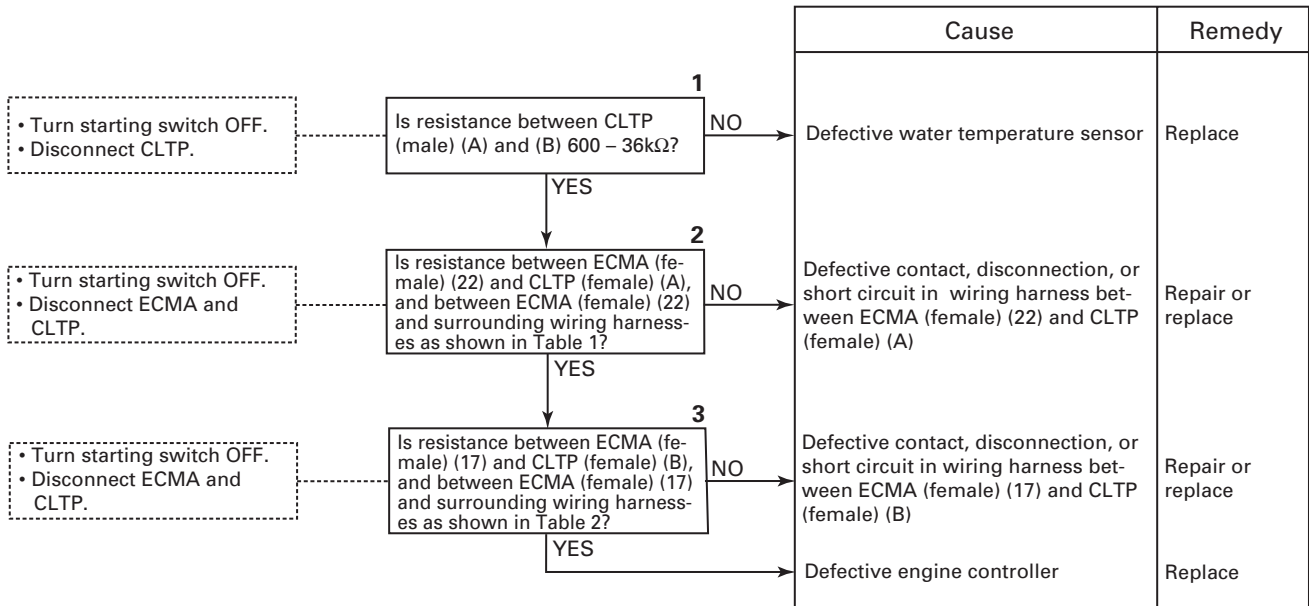 Cause
Remedy
1
• Turn starting switch OFF.
• Disconnect CLTP.
Is resistance between CLTP
(male) (A) and (B) 600 – 36kΩ?
NO
Defective water temperature sensor
Replace
YES
2
• Turn starting switch OFF.
• Disconnect ECMA and
CLTP.
Is resistance between ECMA (fe-
male) (22) and CLTP (female) (A),
and between ECMA (female) (22)
and surrounding wiring harness-
es as shown in Table 1?
NO
Defective contact, disconnection, or
short circuit in wiring harness bet-
ween ECMA (female) (22) and CLTP
(female) (A)
Repair or
replace
YES
3
• Turn starting switch OFF.
• Disconnect ECMA and
CLTP.
Is resistance between ECMA (fe-
male) (17) and CLTP (female) (B),
and between ECMA (female) (17)
and surrounding wiring harness-
es as shown in Table 2?
NO
Defective contact, disconnection, or
short circuit in wiring harness bet-
ween ECMA (female) (17) and CLTP
(female) (B)
Repair or
replace
YES
Defective engine controller
Replace